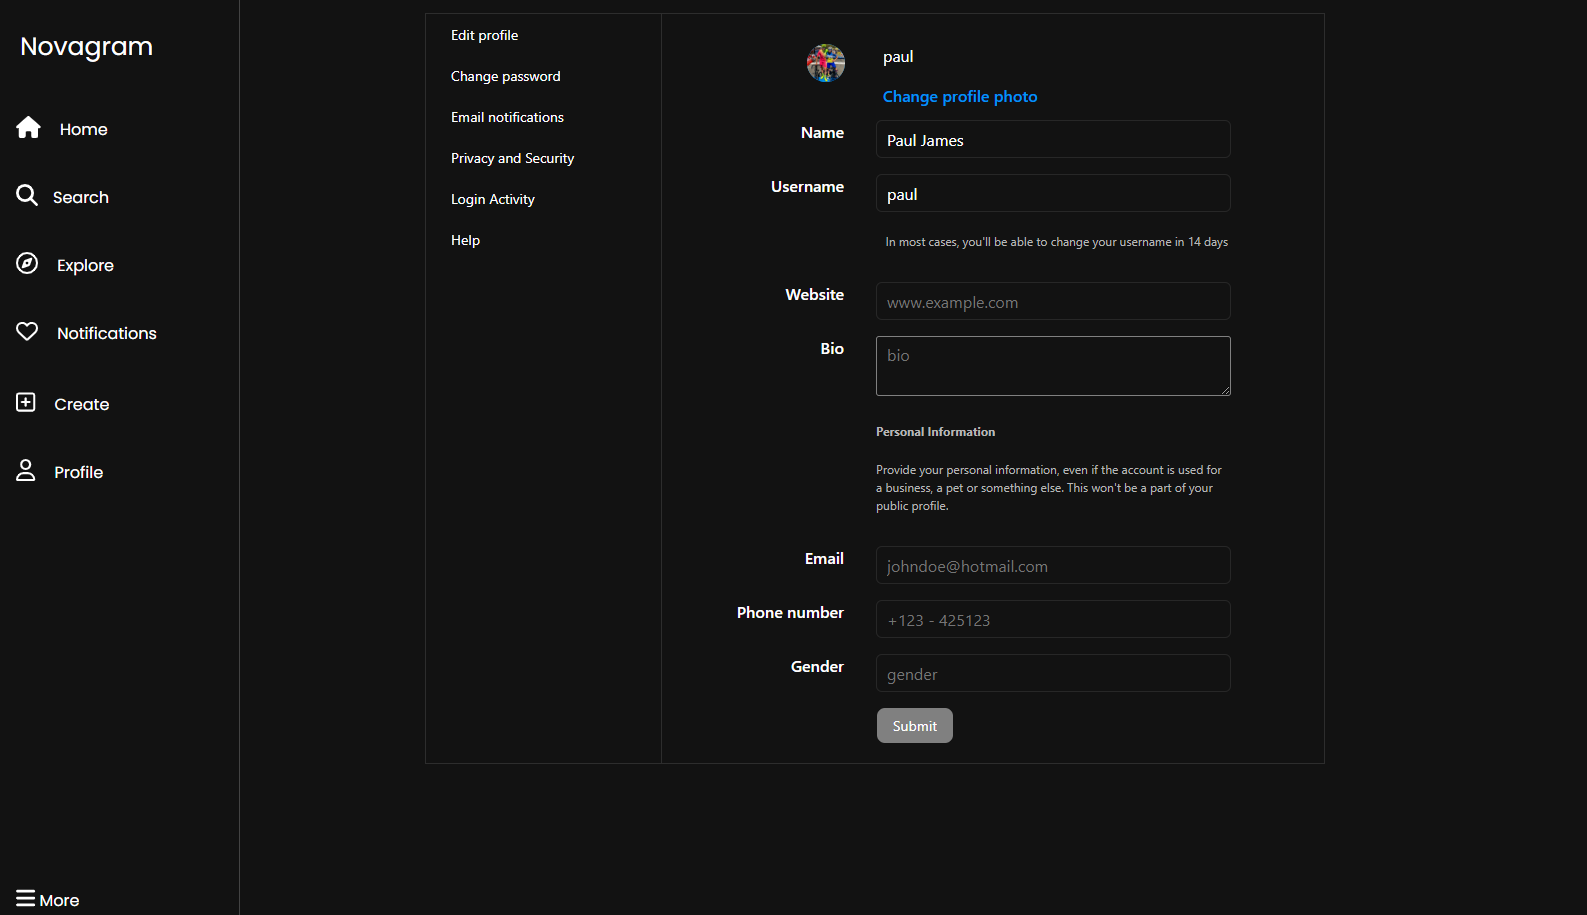 Novagram
Home
Search
Explore
Notifications
Create
Profile
More
Edit profile
Change password
Email notifications
Privacy and Security
Login Activity
Help
paul
Change profile photo
Name
Paul James
Username
paul
In most cases, you'll be able to change your username in 14 days
Website
www.example.com
Bio
bio
Personal Information
Provide your personal information, even if the account is used for
a business, a pet or something else. This won't be a part of your
public profile.
Email
johndoe@hotmail.com
Phone number
+123 - 425123
Gender
gender
Submit